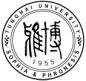 TUNGHAI UNIVERSITY
博雅
1955
SOPHIA & PHRONESIS